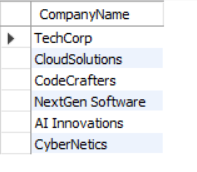 CompanyName
TechCorp
CloudSolutions
CodeCrafters
NextGen Software
AI Innovations
CyberNetics